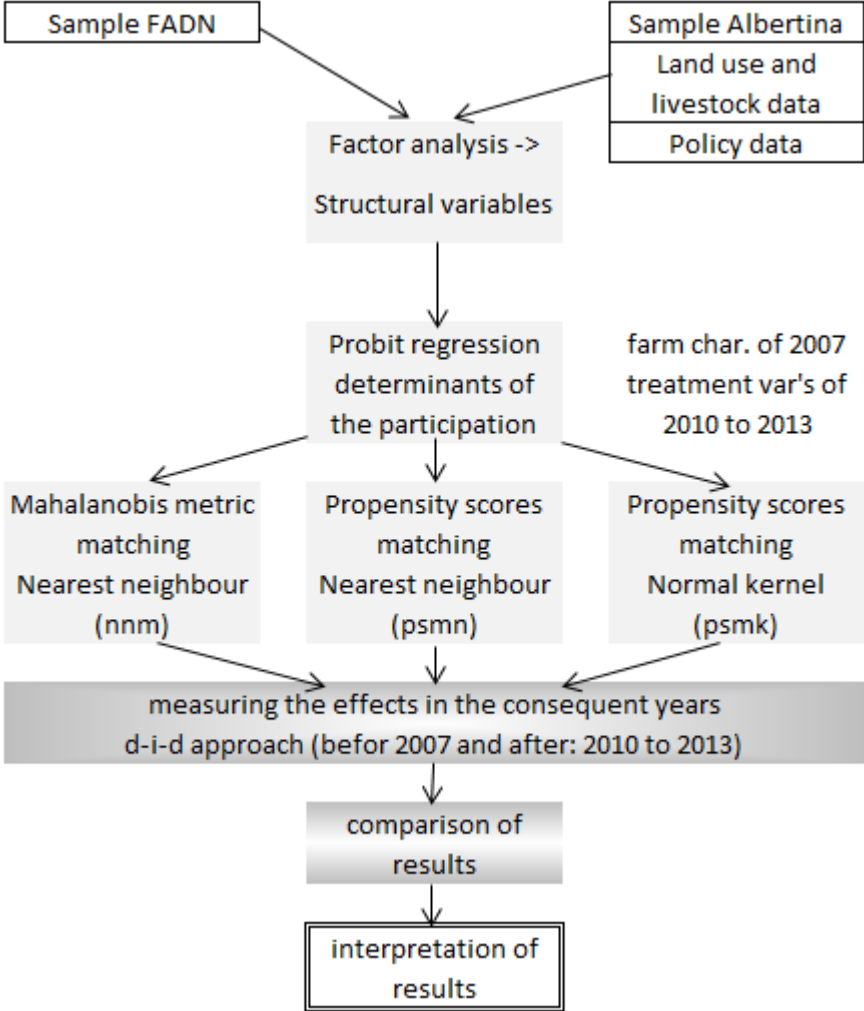 Sample FADN
Sample Albertina
Land use and
livestock data
Policy data
Factor analysis ->
Structural variables
Probit regression
determinants of
the participation
farm char. of 2007
treatment var's of
2010 to 2013
Mahalanobis metric
matching
Nearest neighbour
(nnm)
Propensity scores
matching
Nearest neighbour
(psmn)
Propensity scores
matching
Normal kernel
(psmk)
measuring the effects in the consequent years
d-i-d approach (befor 2007 and after: 2010 to 2013)
comparison of
results
interpretation of
results